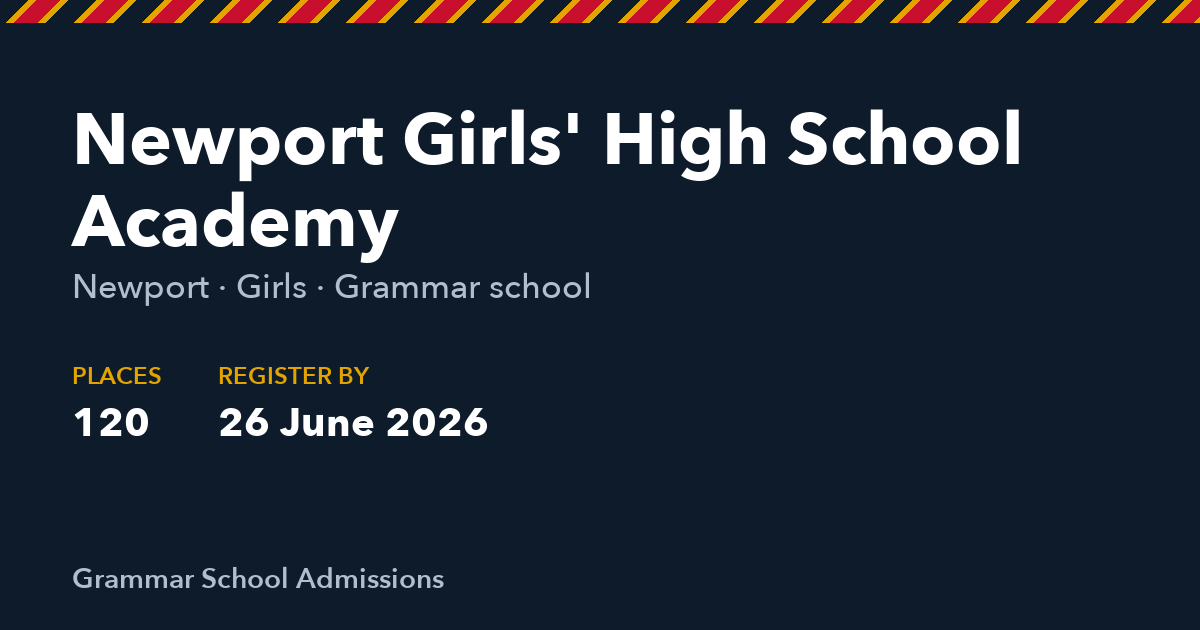 Newport Girls' High School
Academy
Newport · Girls · Grammar school
PLACES
REGISTER BY
120
26 June 2026
Grammar School Admissions